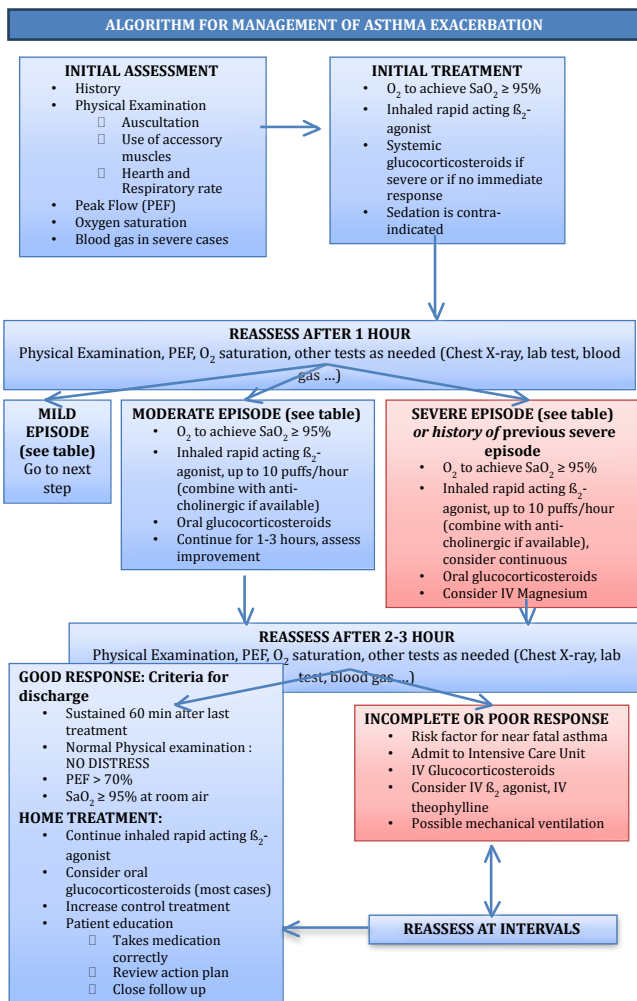 ALGORITHM FOR MANAGEMENT OF ASTHMA EXACERBATION
INITIAL ASSESSMENT
• History
• Physical Examination
▯ Auscultation
▯ Use of accessory
muscles
▯ Hearth and
Respiratory rate
• Peak Flow (PEF)
• Oxygen saturation
• Blood gas in severe cases
INITIAL TREATMENT
• O₂ to achieve SaO₂ ≥ 95%
• Inhaled rapid acting ß₂-
agonist
• Systemic
glucocorticosteroids if
severe or if no immediate
response
• Sedation is contra-
indicated
REASSESS AFTER 1 HOUR
Physical Examination, PEF, O₂ saturation, other tests as needed (Chest X-ray, lab test, blood
gas ...)
MILD
EPISODE
(see table)
Go to next
step
MODERATE EPISODE (see table)
• O₂ to achieve SaO₂ ≥ 95%
• Inhaled rapid acting ß₂-
agonist, up to 10 puffs/hour
(combine with anti-
cholinergic if available)
• Oral glucocorticosteroids
• Continue for 1-3 hours, assess
improvement
SEVERE EPISODE (see table)
or history of previous severe
episode
• O₂ to achieve SaO₂ ≥ 95%
• Inhaled rapid acting ß₂-
agonist, up to 10 puffs/hour
(combine with anti-
cholinergic if available),
consider continuous
• Oral glucocorticosteroids
• Consider IV Magnesium
REASSESS AFTER 2-3 HOUR
Physical Examination, PEF, O₂ saturation, other tests as needed (Chest X-ray, lab
test, blood gas ...)
GOOD RESPONSE: Criteria for
discharge
• Sustained 60 min after last
treatment
• Normal Physical examination :
NO DISTRESS
• PEF > 70%
• SaO₂ ≥ 95% at room air
HOME TREATMENT:
• Continue inhaled rapid acting ß₂-
agonist
• Consider oral
glucocorticosteroids (most cases)
• Increase control treatment
• Patient education
▯ Takes medication
correctly
▯ Review action plan
▯ Close follow up
INCOMPLETE OR POOR RESPONSE
• Risk factor for near fatal asthma
• Admit to Intensive Care Unit
• IV Glucocorticosteroids
• Consider IV ß₂ agonist, IV
theophylline
• Possible mechanical ventilation
REASSESS AT INTERVALS